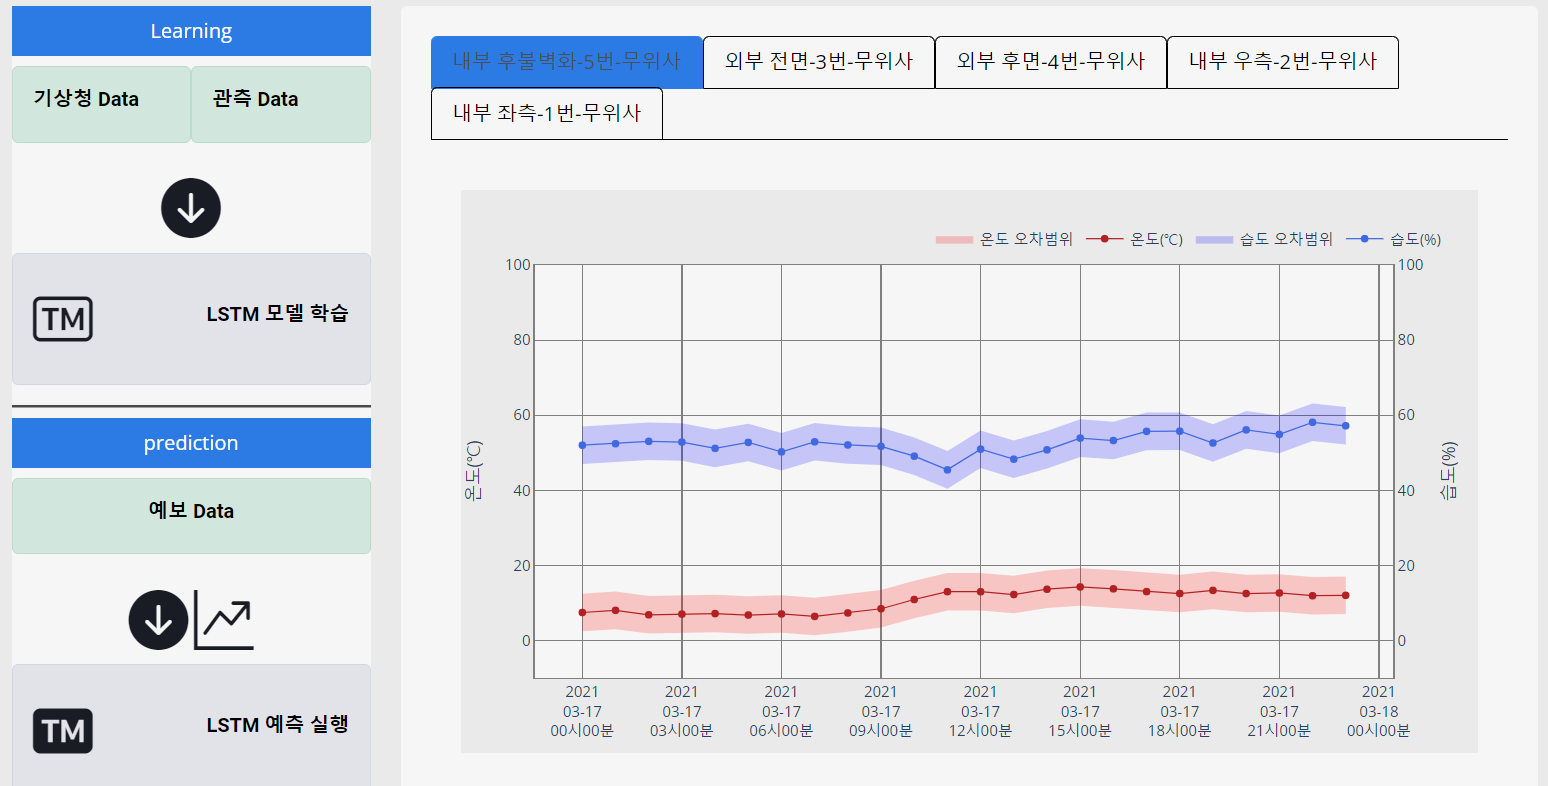 Learning
기상청 Data
관측 Data
TM
LSTM 모델 학습
prediction
예보 Data
TM
LSTM 예측 실행
내부 후불벽화-5번-무위사
외부 전면-3번-무위사
외부 후면-4번-무위사
내부 우측-2번-무위사
내부 좌측-1번-무위사
온도 오차범위
온도(℃)
습도 오차범위
습도(%)
100
80
60
40
20
0
온도(℃)
100
80
60
40
20
0
습도(%)
2021
03-17
00시00분
2021
03-17
03시00분
2021
03-17
06시00분
2021
03-17
09시00분
2021
03-17
12시00분
2021
03-17
15시00분
2021
03-17
18시00분
2021
03-17
21시00분
2021
03-18
00시00분